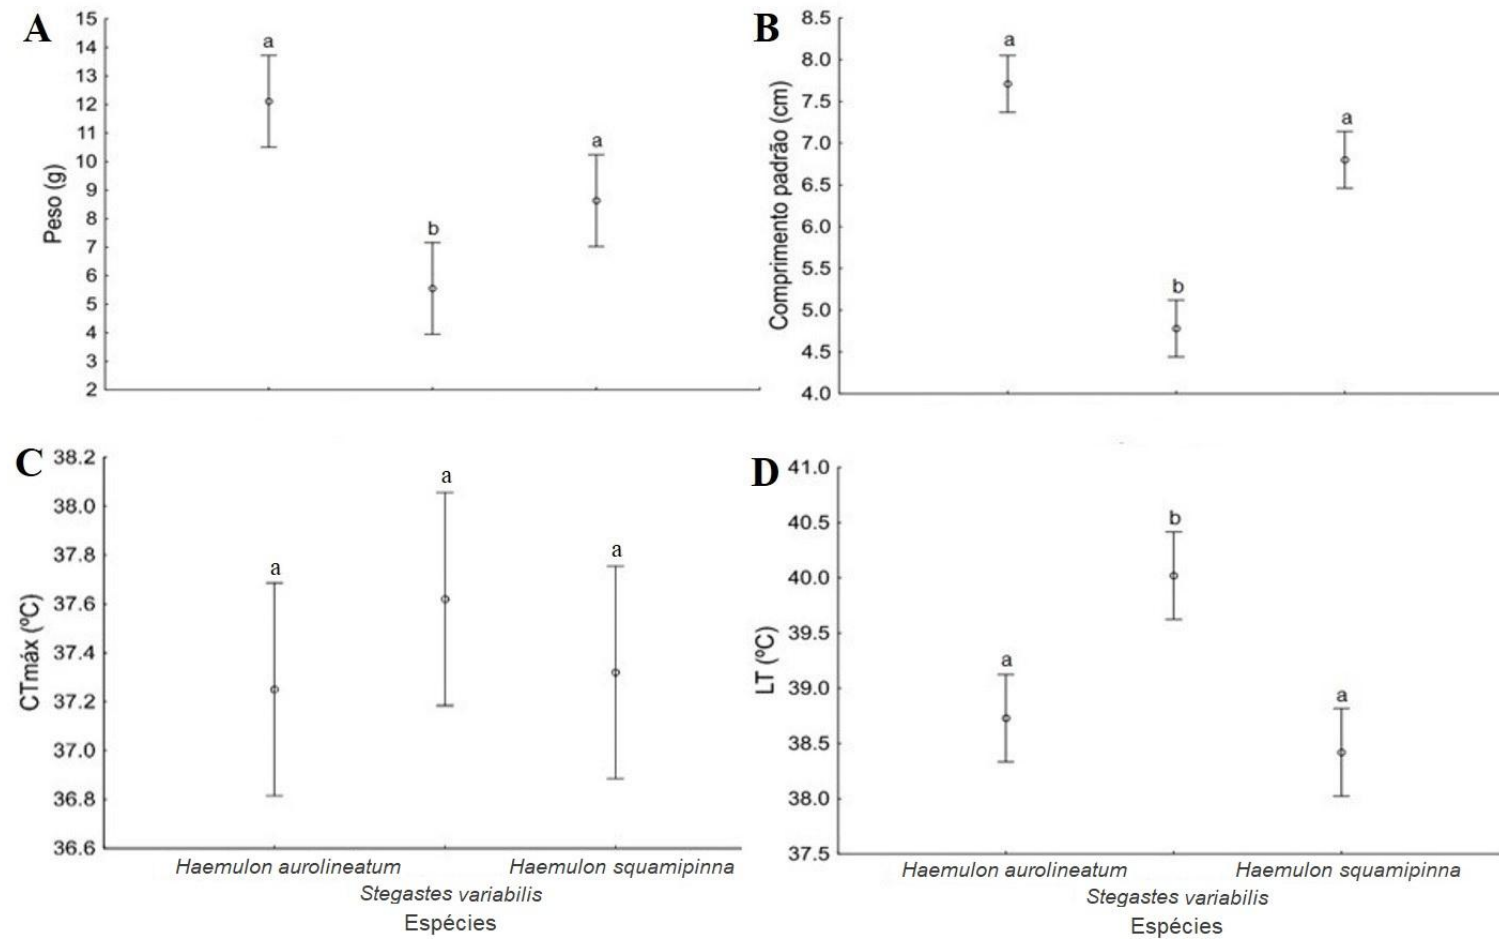 A
15
14
13
12
11
10
9
8
7
6
5
4
3
2
Peso (g)
a
b
a
B
8.5
8.0
7.5
7.0
6.5
6.0
5.5
5.0
4.5
4.0
Comprimento padrão (cm)
a
b
a
C
38.2
38.0
37.8
37.6
37.4
37.2
37.0
36.8
36.6
CTmáx (ºC)
a
a
a
Haemulon aurolineatum
Haemulon squamipinna
Stegastes variabilis
Espécies
D
41.0
40.5
40.0
39.5
39.0
38.5
38.0
37.5
LT (ºC)
a
b
a
Haemulon aurolineatum
Haemulon squamipinna
Stegastes variabilis
Espécies